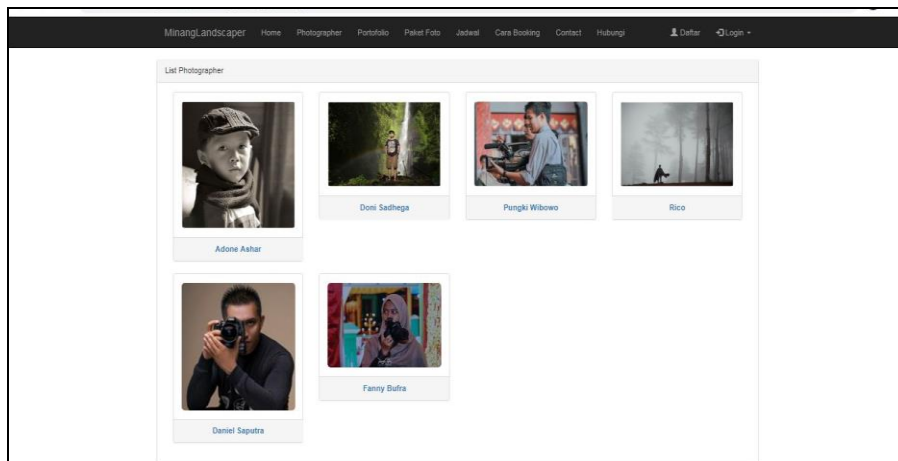 MinangLandscaper Home Photographer Portofolio Paket Foto Jadwal Cara Booking Contact Hubungi Daftar Login
List Photographer
Adone Ashar
Doni Sadhega
Pungki Wibowo
Rico
Daniel Saputra
Fanny Bufra